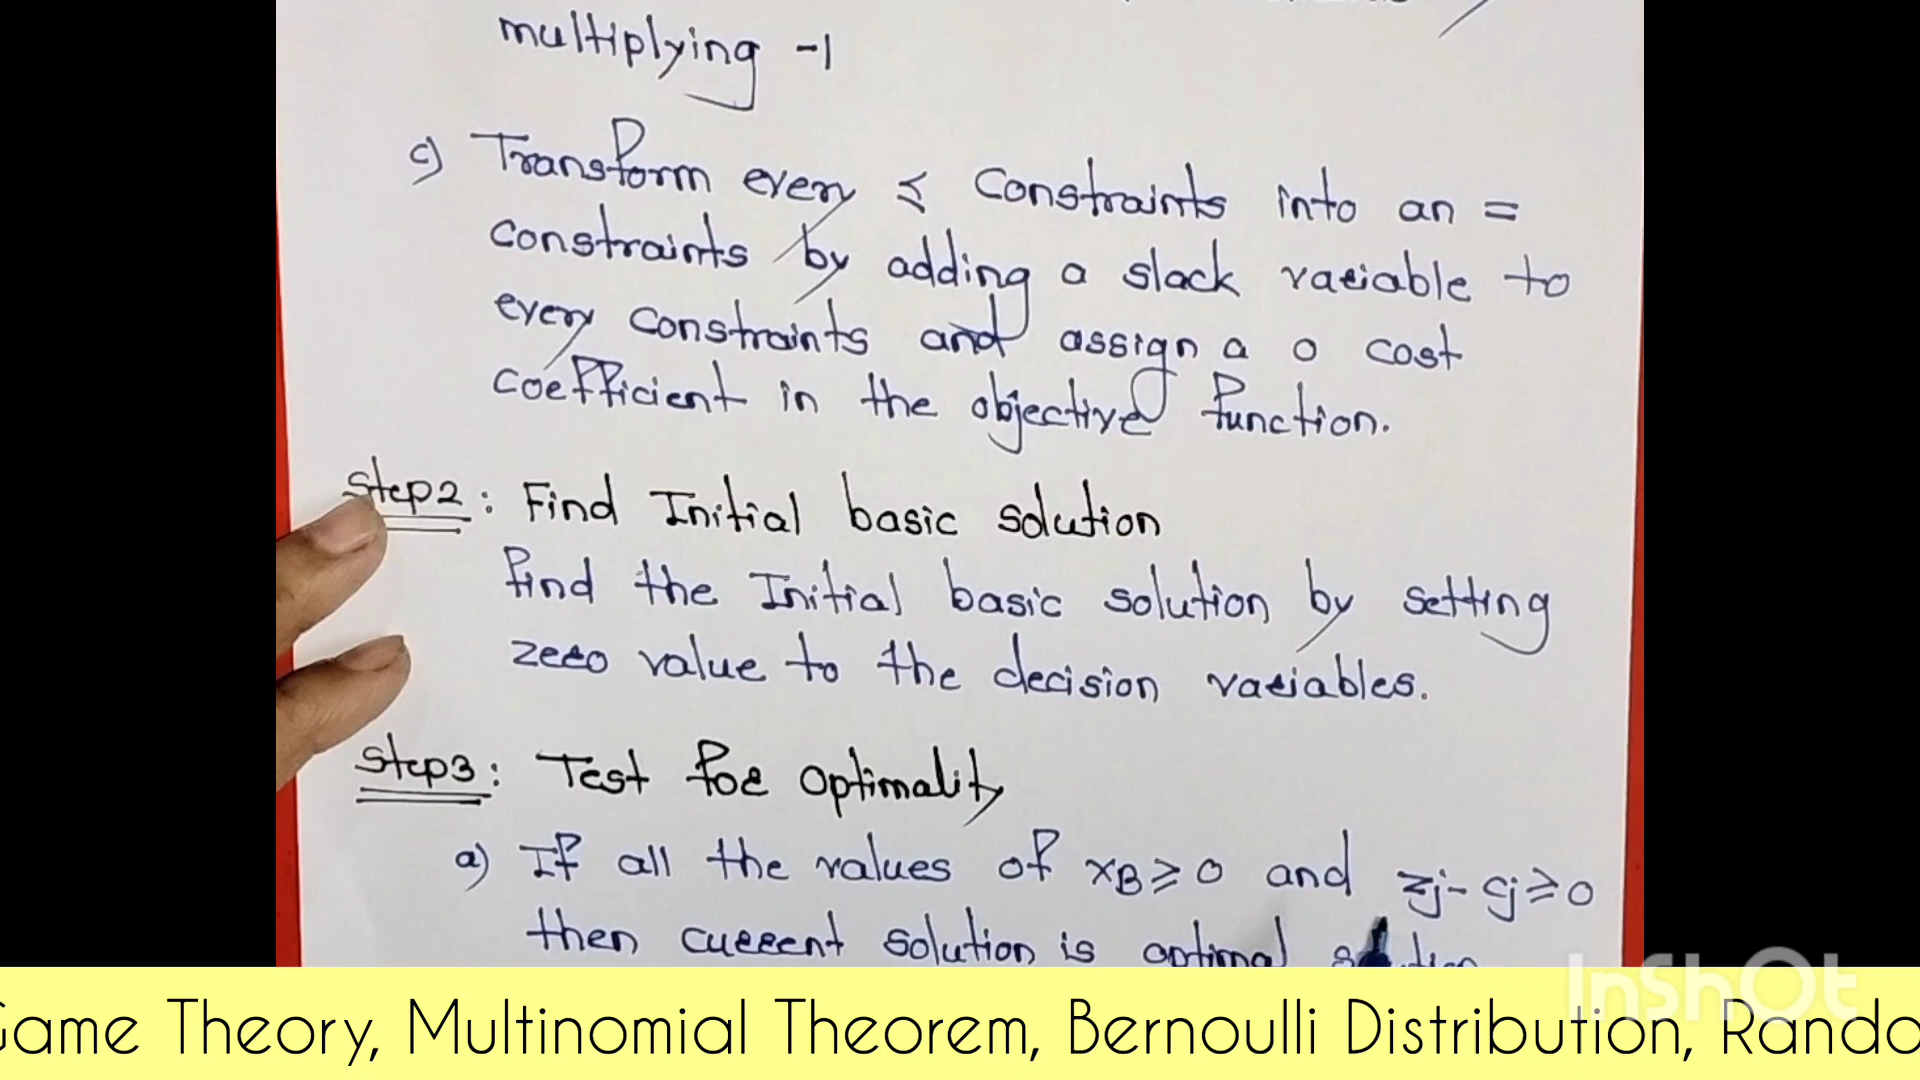 multiplying -1
c) Transform every ≤ constraints into an =
constraints by adding a slack variable to
every constraints and assign a 0 cost
coefficient in the objective function.
Step2: Find Initial basic solution
find the Initial basic solution by setting
zero value to the decision variables.
Step3: Test for optimality
a) If all the values of xB ≥ 0 and zj - cj ≥ 0
then current solution is optimal
InShOt
Game Theory, Multinomial Theorem, Bernoulli Distribution, Rando